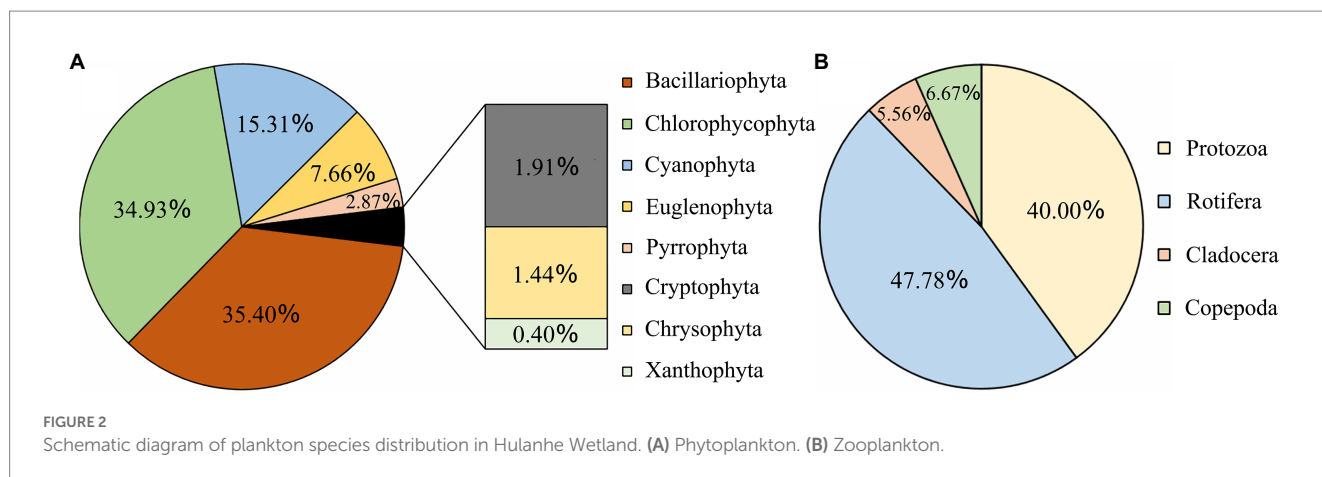 A
15.31%
7.66%
2.87%
34.93%
35.40%
1.91%
1.44%
0.40%
Bacillariophyta
Chlorophycophyta
Cyanophyta
Euglenophyta
Pyrrophyta
Cryptophyta
Chrysophyta
Xanthophyta
B
6.67%
5.56%
40.00%
47.78%
Protozoa
Rotifera
Cladocera
Copepoda
FIGURE 2
Schematic diagram of plankton species distribution in Hulanhe Wetland. (A) Phytoplankton. (B) Zooplankton.